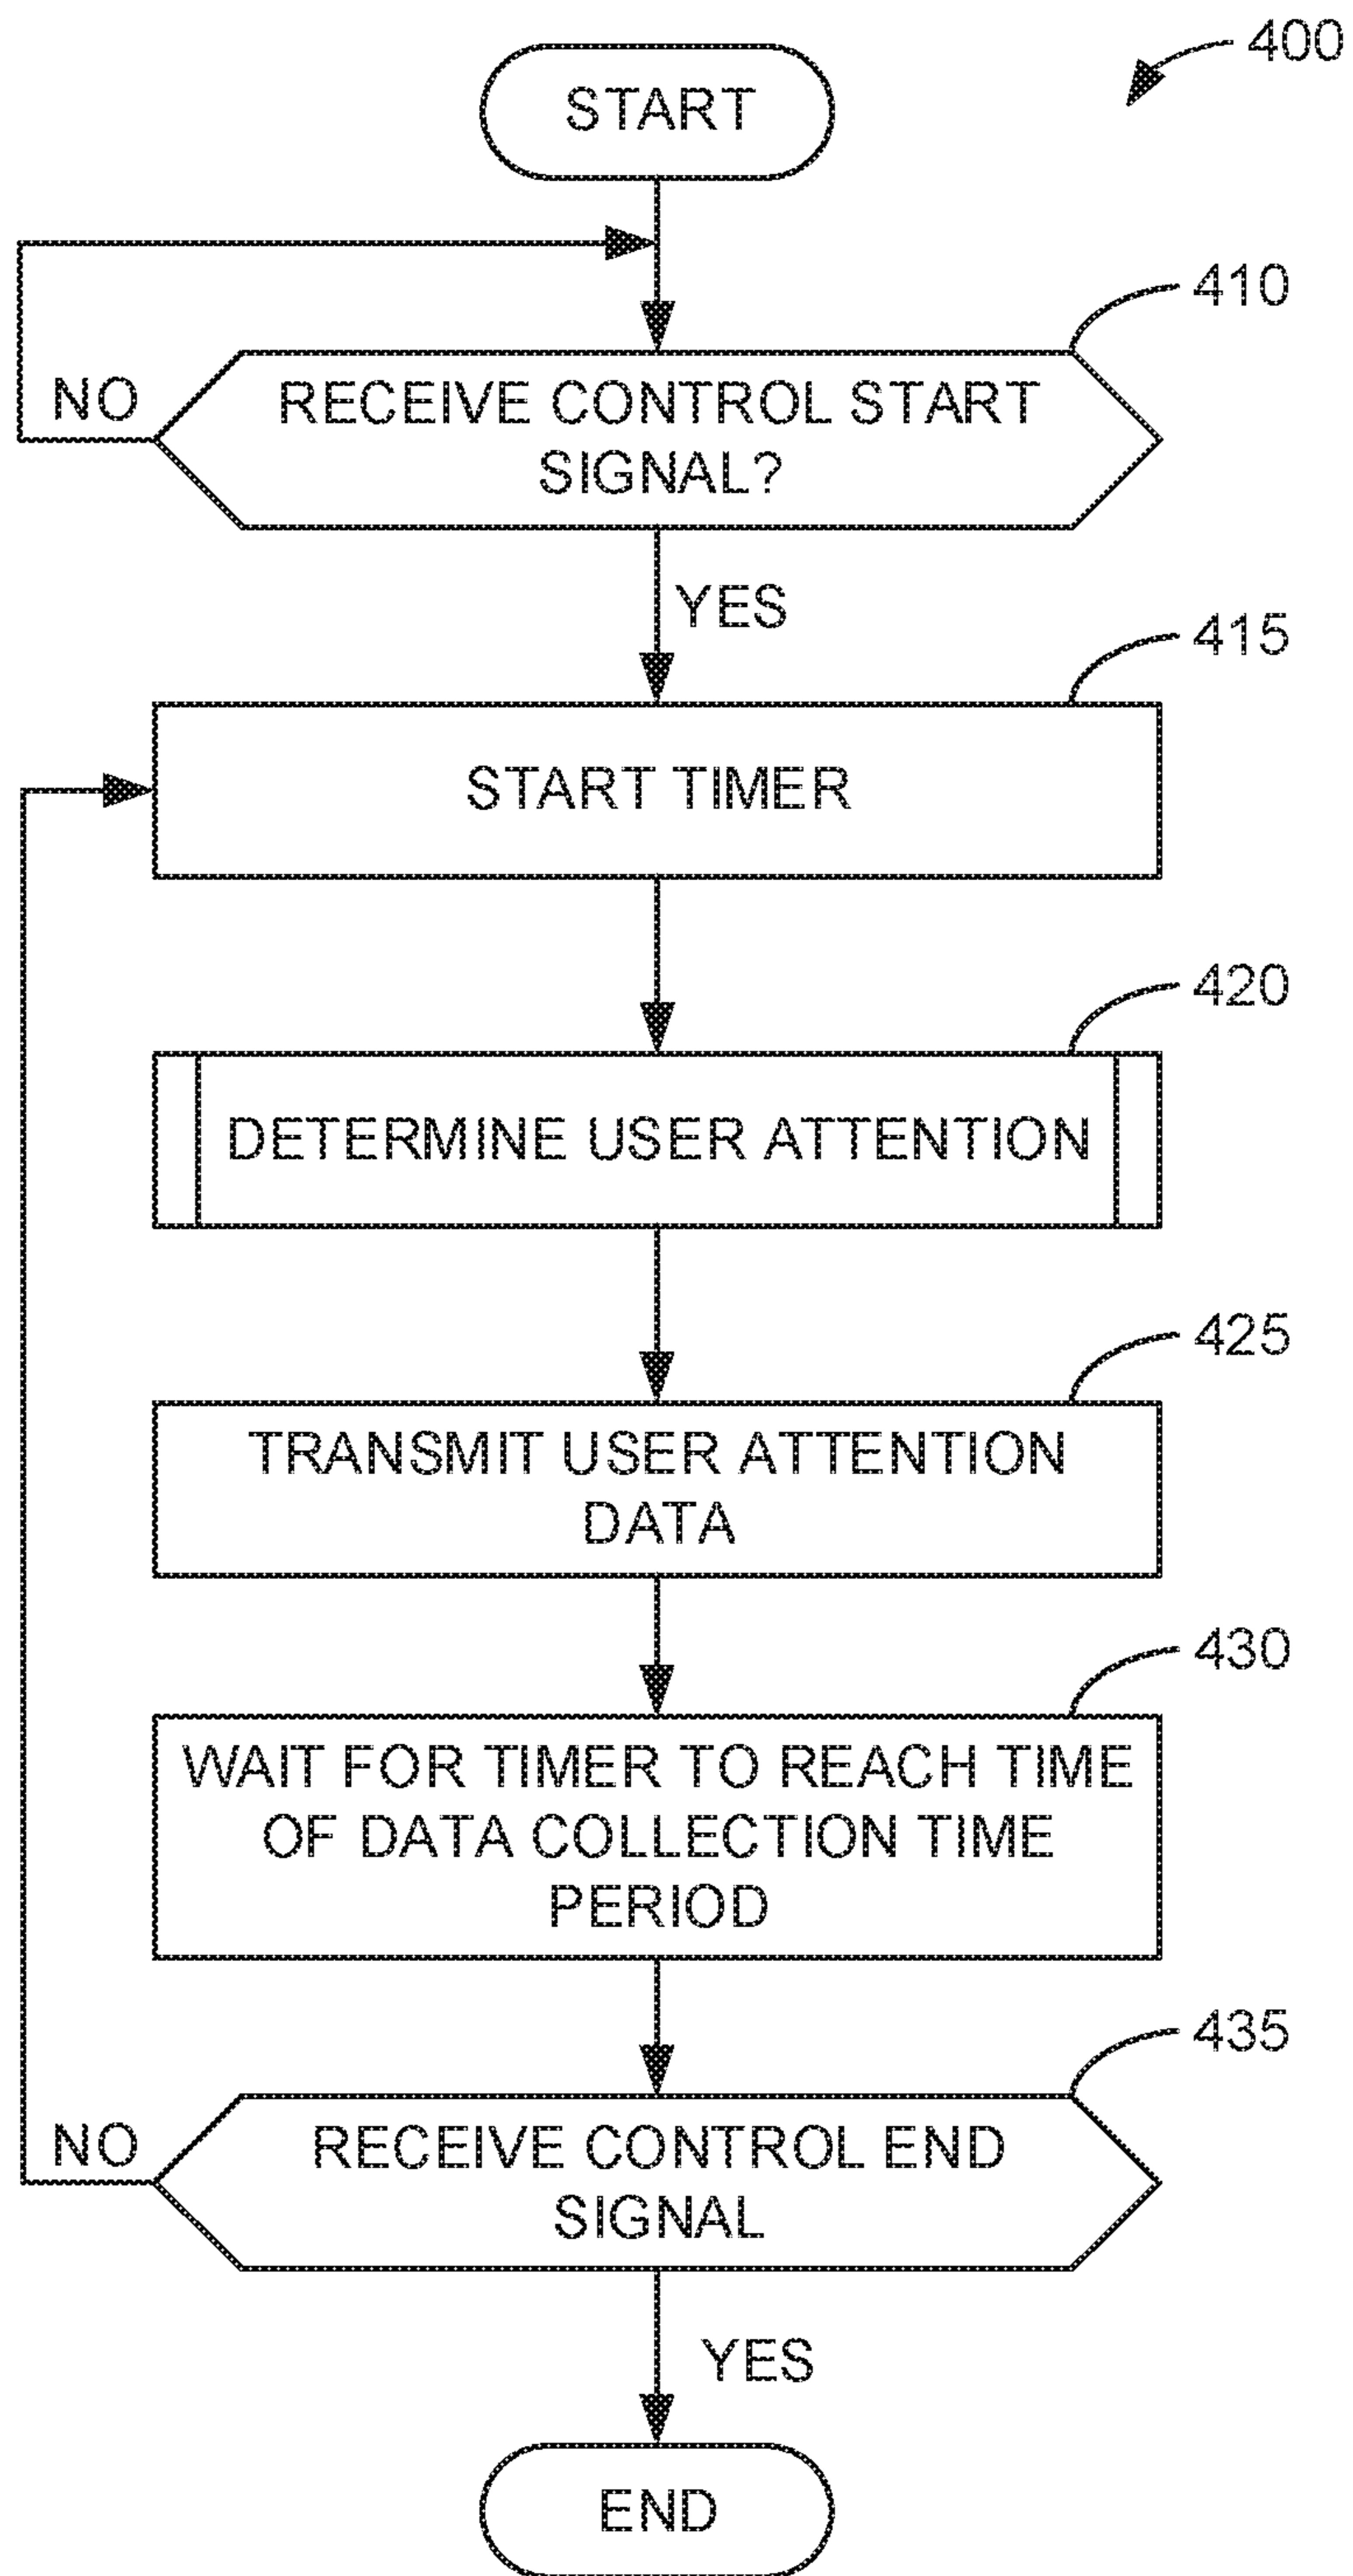 400
START
410
NO
RECEIVE CONTROL START
SIGNAL?
YES
415
START TIMER
420
DETERMINE USER ATTENTION
425
TRANSMIT USER ATTENTION
DATA
430
WAIT FOR TIMER TO REACH TIME
OF DATA COLLECTION TIME
PERIOD
435
NO
RECEIVE CONTROL END
SIGNAL
YES
END